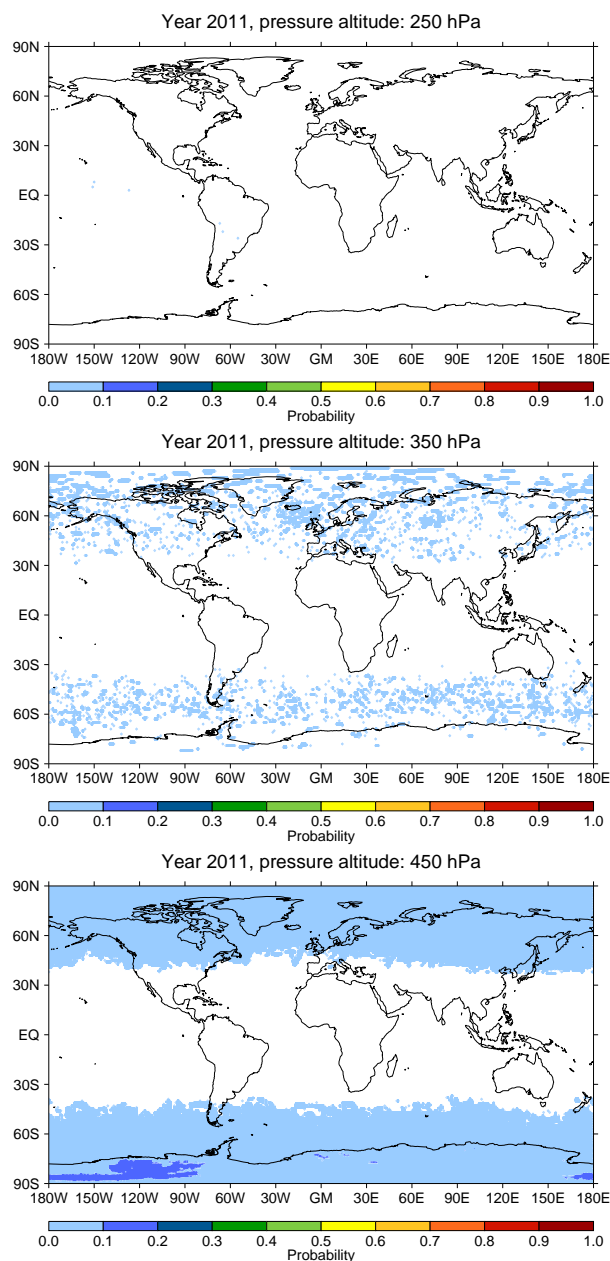 Year 2011, pressure altitude: 250 hPa
90N
60N
30N
EQ
30S
60S
90S
180W 150W 120W 90W 60W 30W GM 30E 60E 90E 120E 150E 180E
0.0 0.1 0.2 0.3 0.4 0.5 0.6 0.7 0.8 0.9 1.0
Probability
Year 2011, pressure altitude: 350 hPa
90N
60N
30N
EQ
30S
60S
90S
180W 150W 120W 90W 60W 30W GM 30E 60E 90E 120E 150E 180E
0.0 0.1 0.2 0.3 0.4 0.5 0.6 0.7 0.8 0.9 1.0
Probability
Year 2011, pressure altitude: 450 hPa
90N
60N
30N
EQ
30S
60S
90S
180W 150W 120W 90W 60W 30W GM 30E 60E 90E 120E 150E 180E
0.0 0.1 0.2 0.3 0.4 0.5 0.6 0.7 0.8 0.9 1.0
Probability